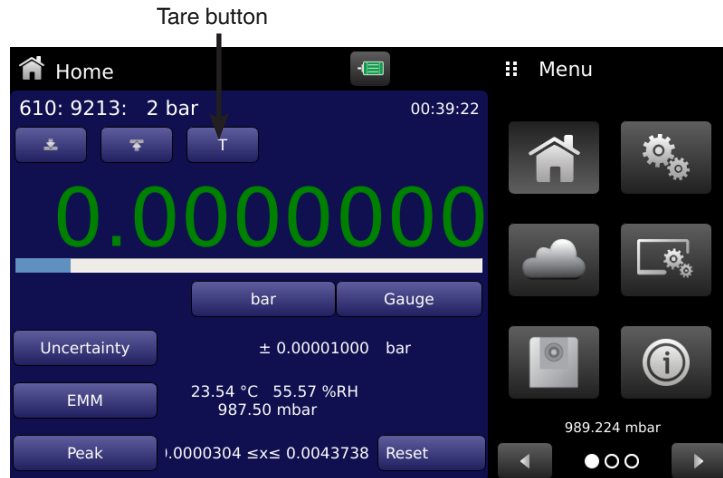 Tare button
Home
Menu
610: 9213: 2 bar
00:39:22
T
0.0000000
bar
Gauge
Uncertainty
± 0.00001000 bar
EMM
23.54 °C 55.57 %RH
987.50 mbar
Peak
.0000304 ≤x≤ 0.0043738
Reset
989.224 mbar